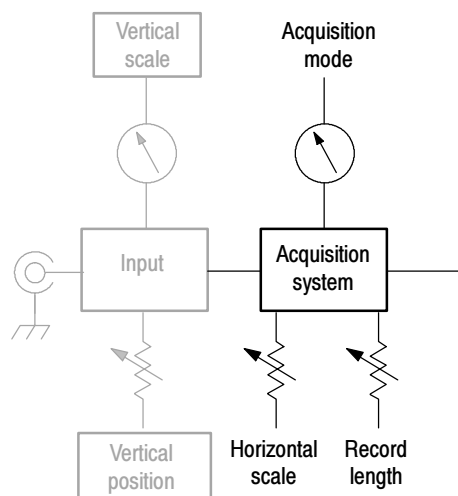 Vertical
scale
Acquisition
mode
Input
Acquisition
system
Vertical
position
Horizontal
scale
Record
length